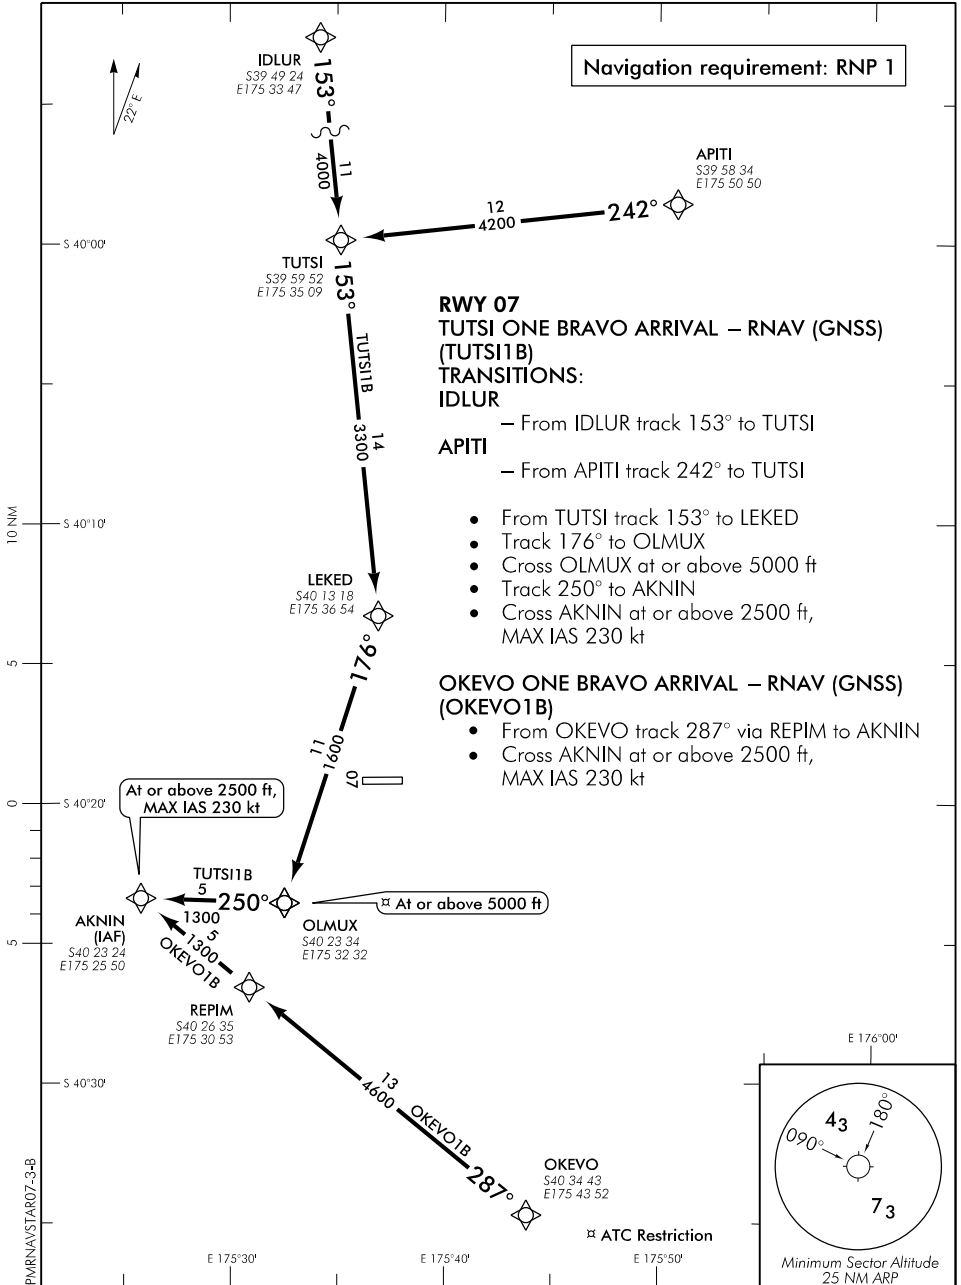 IDLUR
S39 49 24
E175 33 47
153°
Navigation requirement: RNP 1
22° E
11
4000
APITI
S39 58 34
E175 50 50
12
4200
242°
S 40°00'
TUTSI
S39 59 52
E175 35 09
153°
TUTSI1B
14
3300
RWY 07
TUTSI ONE BRAVO ARRIVAL – RNAV (GNSS)
(TUTSI1B)
TRANSITIONS:
IDLUR
– From IDLUR track 153° to TUTSI
APITI
– From APITI track 242° to TUTSI
• From TUTSI track 153° to LEKED
• Track 176° to OLMUX
• Cross OLMUX at or above 5000 ft
• Track 250° to AKNIN
• Cross AKNIN at or above 2500 ft,
MAX IAS 230 kt
OKEVO ONE BRAVO ARRIVAL – RNAV (GNSS)
(OKEVO1B)
• From OKEVO track 287° via REPIM to AKNIN
• Cross AKNIN at or above 2500 ft,
MAX IAS 230 kt
10 NM
S 40°10'
LEKED
S40 13 18
E175 36 54
5
176°
11
1600
07
0
S 40°20'
At or above 2500 ft,
MAX IAS 230 kt
TUTSI1B
5
1300
250°
¤ At or above 5000 ft
AKNIN
(IAF)
S40 23 24
E175 25 50
OLMUX
S40 23 34
E175 32 32
5
5
1300
OKEVO1B
REPIM
S40 26 35
E175 30 53
S 40°30'
13
4600
OKEVO1B
287°
OKEVO
S40 34 43
E175 43 52
¤ ATC Restriction
E 176°00'
43
180°
090°
73
Minimum Sector Altitude
25 NM ARP
E 175°30'
E 175°40'
E 175°50'
PMRNAVSTAR07-3-B